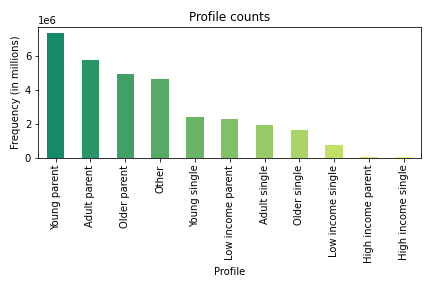 Profile counts
1e6
Frequency (in millions)
6
4
2
0
Young parent
Adult parent
Older parent
Other
Young single
Low income parent
Adult single
Older single
Low income single
High income parent
High income single
Profile